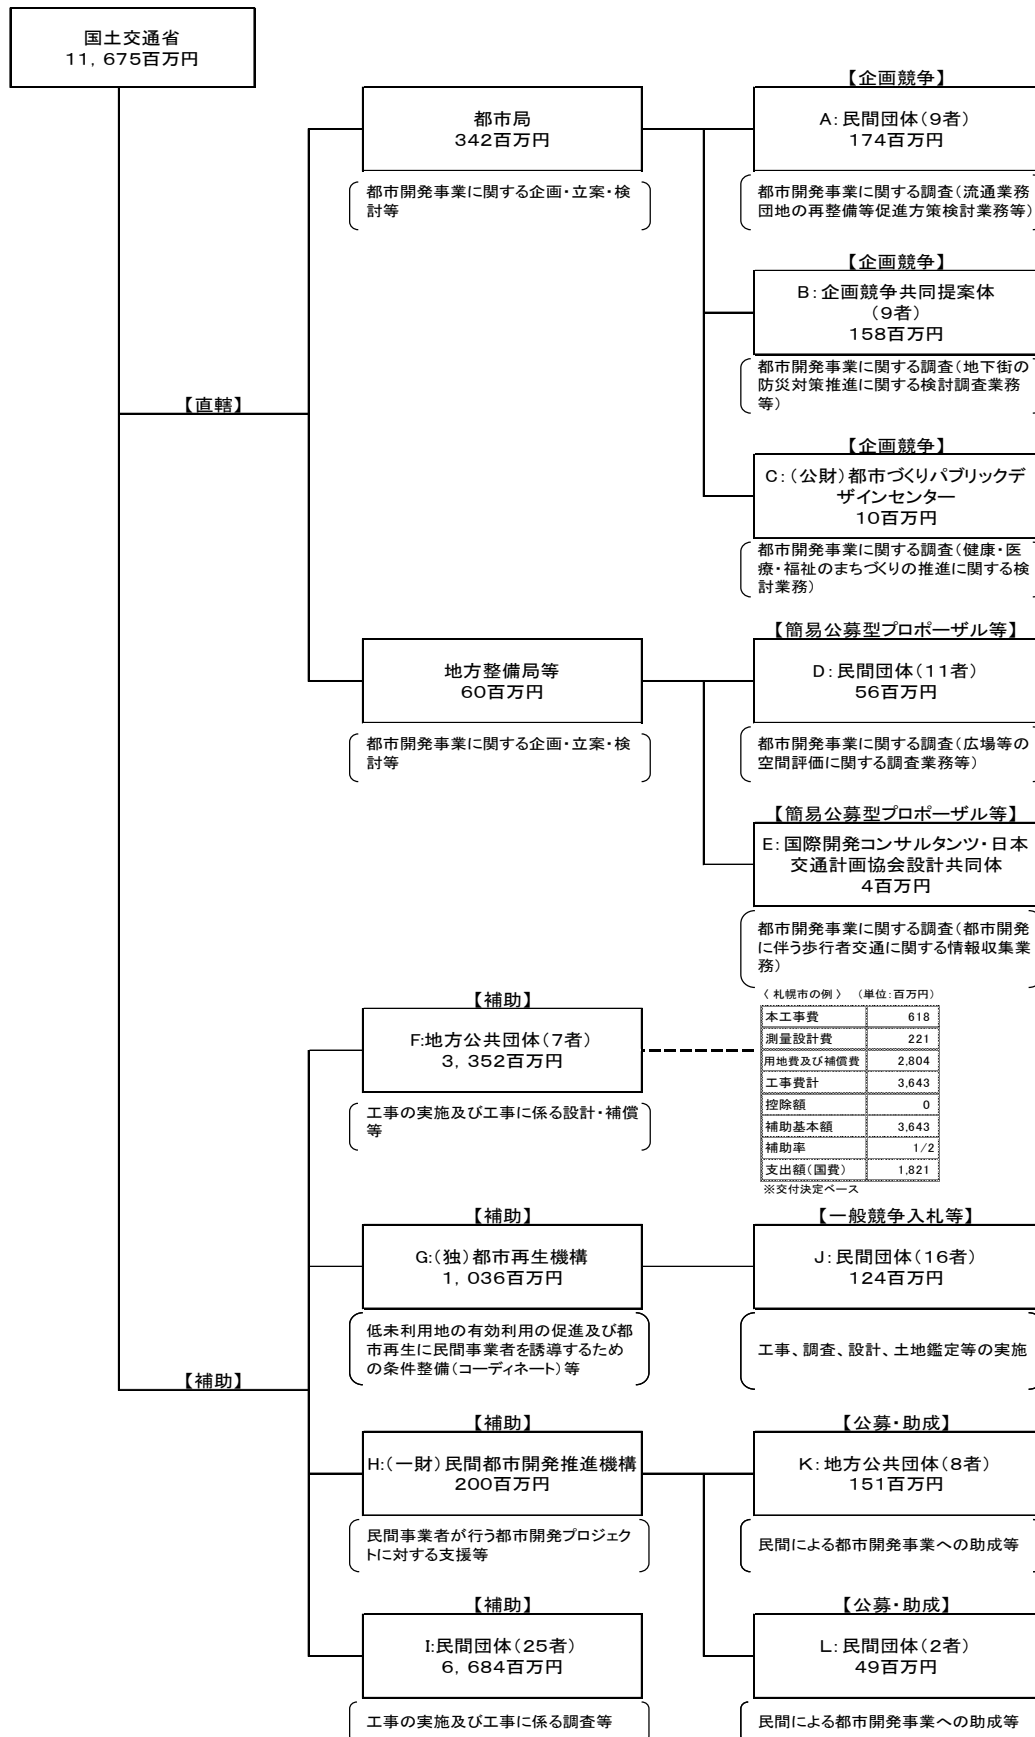 国土交通省
11，675百万円
【直轄】
都市局
342百万円
都市開発事業に関する企画・立案・検
討等
【企画競争】
A：民間団体（9者）
174百万円
都市開発事業に関する調査（流通業務
団地の再整備等促進方策検討業務等）
【企画競争】
B：企画競争共同提案体
（9者）
158百万円
都市開発事業に関する調査（地下街の
防災対策推進に関する検討調査業務
等）
【企画競争】
C：（公財）都市づくりパブリックデ
ザインセンター
10百万円
都市開発事業に関する調査（健康・医
療・福祉のまちづくりの推進に関する検
討業務）
地方整備局等
60百万円
都市開発事業に関する企画・立案・検
討等
【簡易公募型プロポーザル等】
D：民間団体（11者）
56百万円
都市開発事業に関する調査（広場等の
空間評価に関する調査業務等）
【簡易公募型プロポーザル等】
E：国際開発コンサルタンツ・日本
交通計画協会設計共同体
4百万円
都市開発事業に関する調査（都市開発
に伴う歩行者交通に関する情報収集業
務）
【補助】
【補助】
F:地方公共団体（7者）
3，352百万円
工事の実施及び工事に係る設計・補償
等
〈 札幌市の例 〉 （単位：百万円）
本工事費 618
測量設計費 221
用地費及び補償費 2,804
工事費計 3,643
控除額 0
補助基本額 3,643
補助率 1/2
支出額（国費） 1,821
※交付決定ベース
【補助】
G:（独）都市再生機構
1，036百万円
低未利用地の有効利用の促進及び都
市再生に民間事業者を誘導するため
の条件整備（コーディネート）等
【一般競争入札等】
J：民間団体（16者）
124百万円
工事、調査、設計、土地鑑定等の実施
【補助】
H:（一財）民間都市開発推進機構
200百万円
民間事業者が行う都市開発プロジェク
トに対する支援等
【公募・助成】
K：地方公共団体（8者）
151百万円
民間による都市開発事業への助成等
【補助】
I:民間団体（25者）
6，684百万円
工事の実施及び工事に係る調査等
【公募・助成】
L：民間団体（2者）
49百万円
民間による都市開発事業への助成等